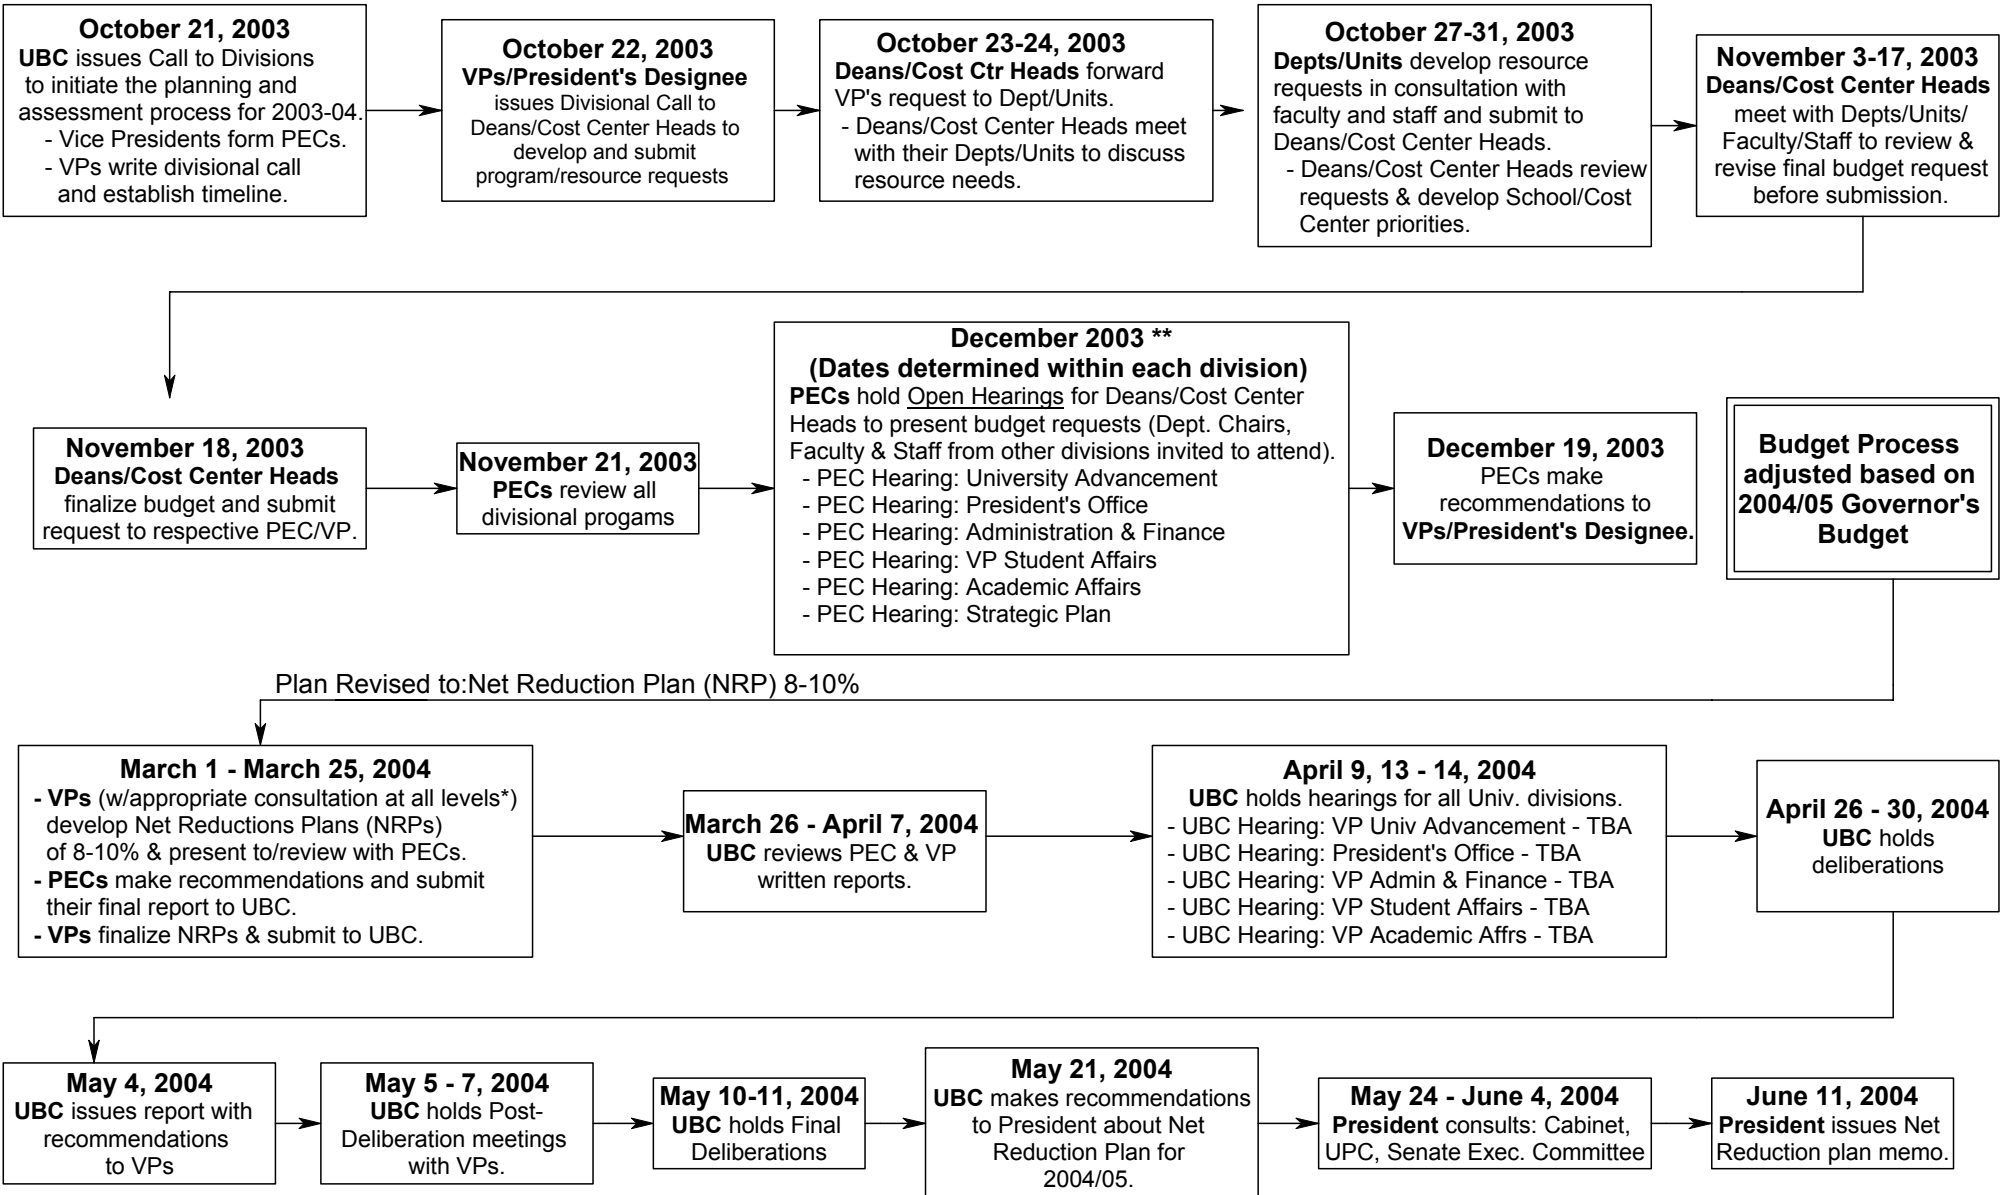 October 21, 2003
UBC issues Call to Divisions
to initiate the planning and
assessment process for 2003-04.
- Vice Presidents form PECs.
- VPs write divisional call
and establish timeline.
October 22, 2003
VPs/President's Designee
issues Divisional Call to
Deans/Cost Center Heads to
develop and submit
program/resource requests
October 23-24, 2003
Deans/Cost Ctr Heads forward
VP's request to Dept/Units.
- Deans/Cost Center Heads meet
with their Depts/Units to discuss
resource needs.
October 27-31, 2003
Depts/Units develop resource
requests in consultation with
faculty and staff and submit to
Deans/Cost Center Heads.
- Deans/Cost Center Heads review
requests & develop School/Cost
Center priorities.
November 3-17, 2003
Deans/Cost Center Heads
meet with Depts/Units/
Faculty/Staff to review &
revise final budget request
before submission.
November 18, 2003
Deans/Cost Center Heads
finalize budget and submit
request to respective PEC/VP.
November 21, 2003
PECs review all
divisional progams
December 2003 **
(Dates determined within each division)
PECs hold Open Hearings for Deans/Cost Center
Heads to present budget requests (Dept. Chairs,
Faculty & Staff from other divisions invited to attend).
- PEC Hearing: University Advancement
- PEC Hearing: President's Office
- PEC Hearing: Administration & Finance
- PEC Hearing: VP Student Affairs
- PEC Hearing: Academic Affairs
- PEC Hearing: Strategic Plan
December 19, 2003
PECs make
recommendations to
VPs/President's Designee.
Budget Process
adjusted based on
2004/05 Governor's
Budget
Plan Revised to:Net Reduction Plan (NRP) 8-10%
March 1 - March 25, 2004
- VPs (w/appropriate consultation at all levels*)
develop Net Reductions Plans (NRPs)
of 8-10% & present to/review with PECs.
- PECs make recommendations and submit
their final report to UBC.
- VPs finalize NRPs & submit to UBC.
March 26 - April 7, 2004
UBC reviews PEC & VP
written reports.
April 9, 13 - 14, 2004
UBC holds hearings for all Univ. divisions.
- UBC Hearing: VP Univ Advancement - TBA
- UBC Hearing: President's Office - TBA
- UBC Hearing: VP Admin & Finance - TBA
- UBC Hearing: VP Student Affairs - TBA
- UBC Hearing: VP Academic Affrs - TBA
April 26 - 30, 2004
UBC holds
deliberations
May 4, 2004
UBC issues report with
recommendations
to VPs
May 5 - 7, 2004
UBC holds Post-
Deliberation meetings
with VPs.
May 10-11, 2004
UBC holds Final
Deliberations
May 21, 2004
UBC makes recommendations
to President about Net
Reduction Plan for
2004/05.
May 24 - June 4, 2004
President consults: Cabinet,
UPC, Senate Exec. Committee
June 11, 2004
President issues Net
Reduction plan memo.